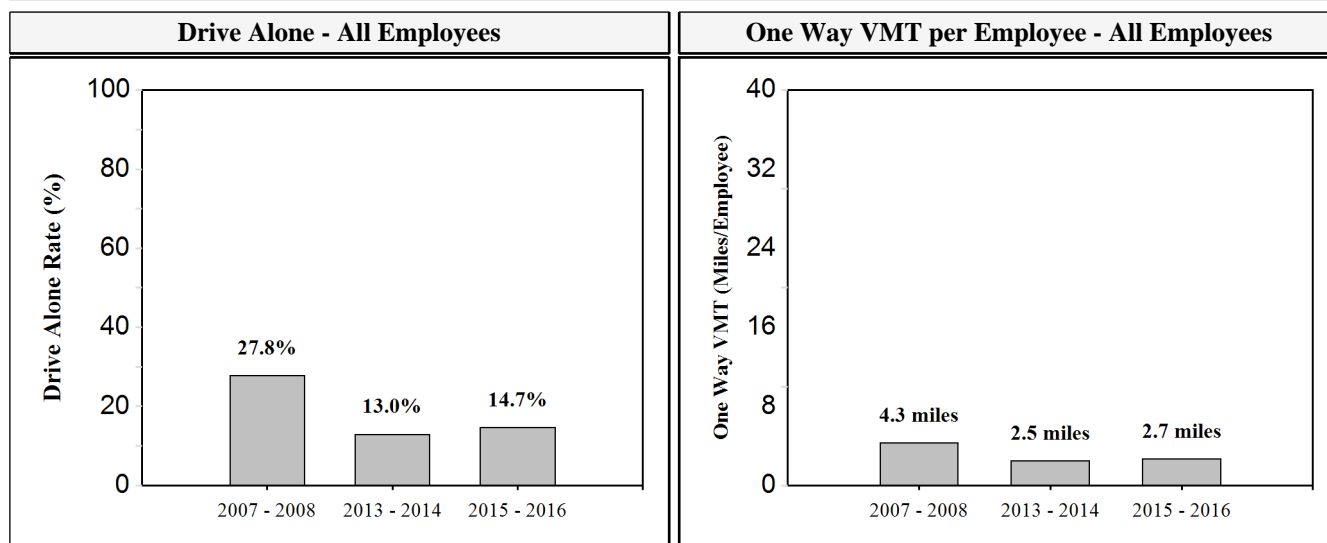 Drive Alone - All Employees
One Way VMT per Employee - All Employees
Drive Alone Rate (%)
100
80
60
40
20
0
27.8%
13.0%
14.7%
2007 - 2008
2013 - 2014
2015 - 2016
One Way VMT (Miles/Employee)
40
32
24
16
8
0
4.3 miles
2.5 miles
2.7 miles
2007 - 2008
2013 - 2014
2015 - 2016